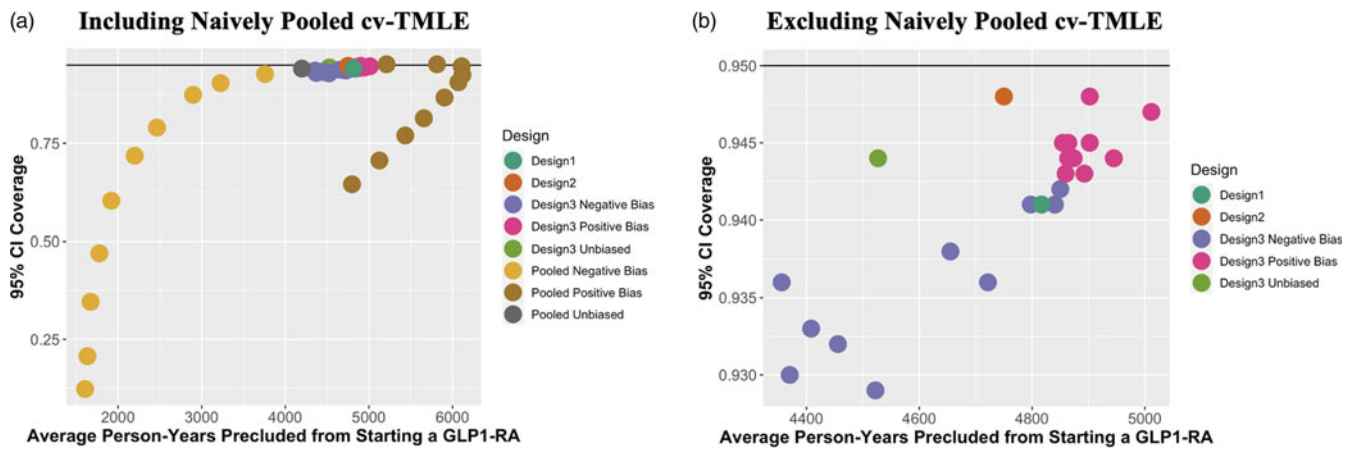 (a)
Including Naively Pooled cv-TMLE
95% CI Coverage
0.75
0.50
0.25
2000 3000 4000 5000 6000
Average Person-Years Precluded from Starting a GLP1-RA
Design
Design1
Design2
Design3 Negative Bias
Design3 Positive Bias
Design3 Unbiased
Pooled Negative Bias
Pooled Positive Bias
Pooled Unbiased
(b)
Excluding Naively Pooled cv-TMLE
95% CI Coverage
0.950
0.945
0.940
0.935
0.930
4400 4600 4800 5000
Average Person-Years Precluded from Starting a GLP1-RA
Design
Design1
Design2
Design3 Negative Bias
Design3 Positive Bias
Design3 Unbiased